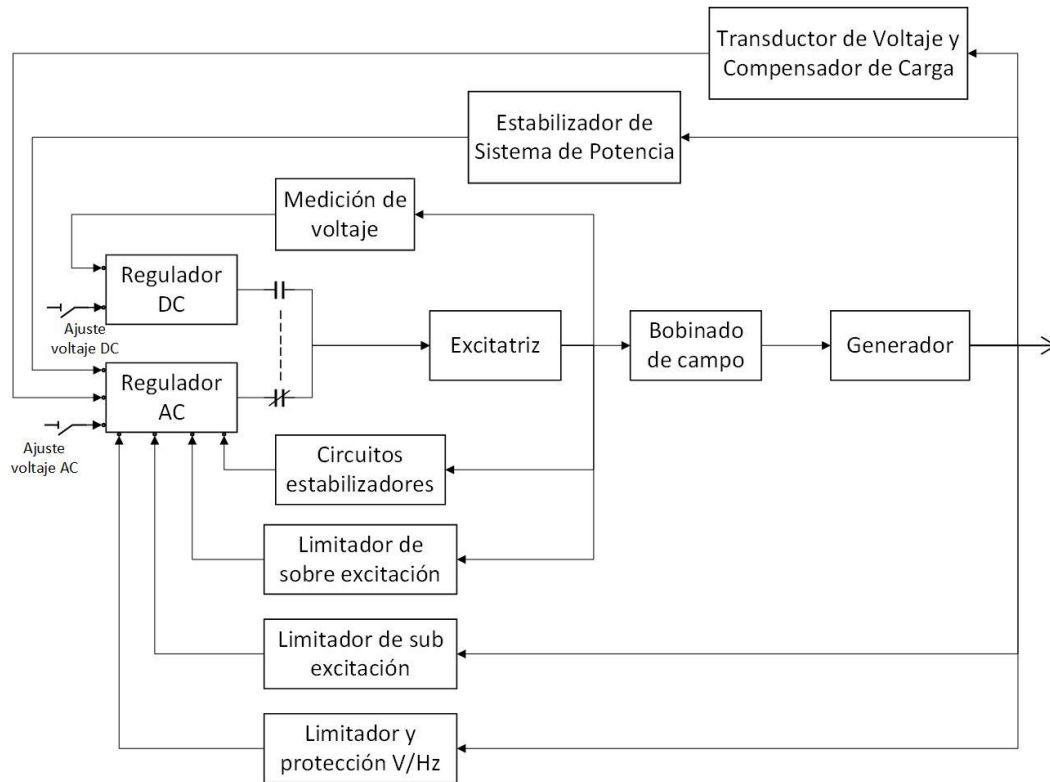 Transductor de Voltaje y
Compensador de Carga
Estabilizador de
Sistema de Potencia
Medición de
voltaje
Regulador
DC
Ajuste
voltaje DC
Excitatriz
Bobinado
de campo
Generador
Regulador
AC
Ajuste
voltaje AC
Circuitos
estabilizadores
Limitador de
sobre excitación
Limitador de sub
excitación
Limitador y
protección V/Hz